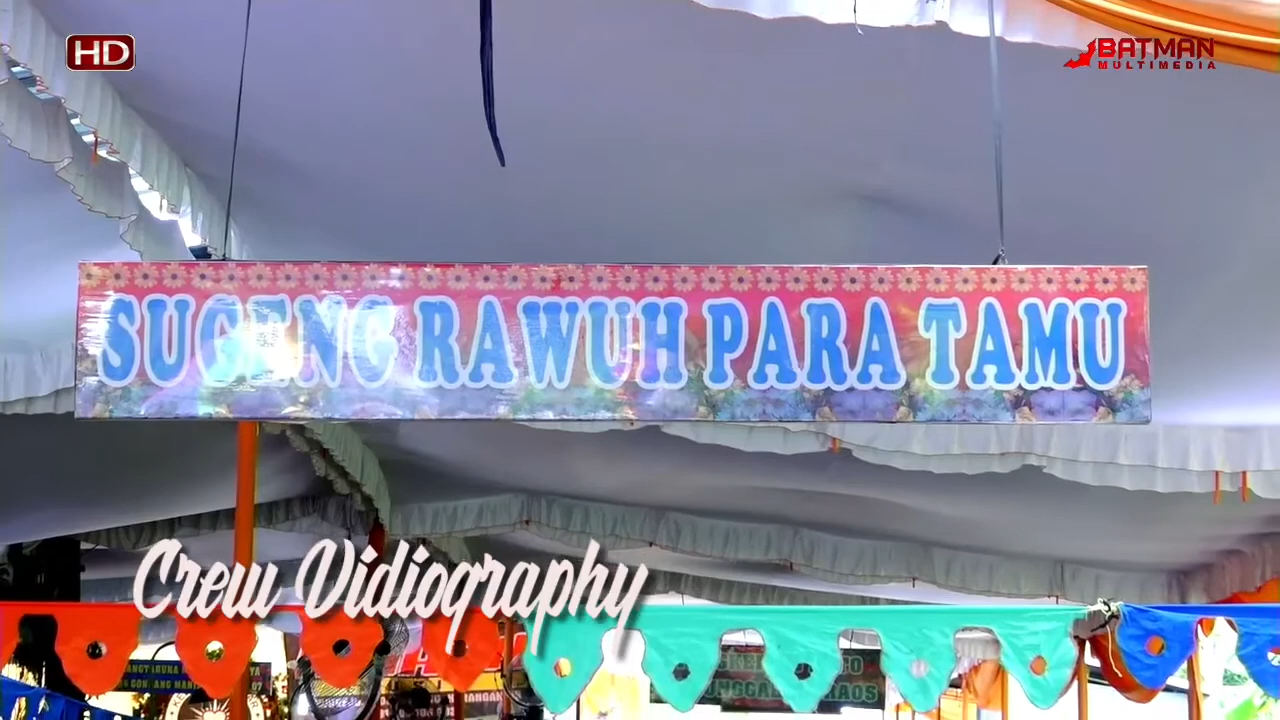 HD
BATMAN
MULTIMEDIA
SUGENG RAWUH PARA TAMU
Crew Vidiography